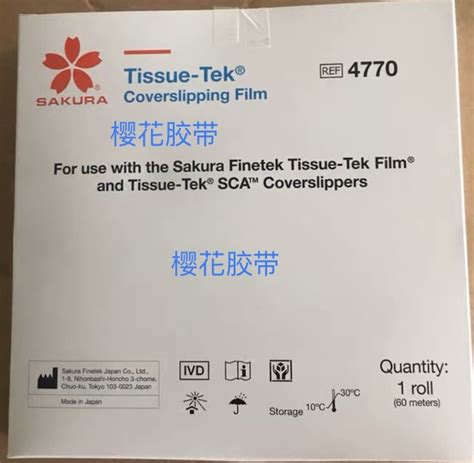 SAKURA
Tissue-Tek®
Coverslipping Film
REF 4770
樱花胶带
For use with the Sakura Finetek Tissue-Tek Film®
and Tissue-Tek® SCA™ Coverslippers
樱花胶带
Sakura Finetek Japan Co., Ltd.,
1-9, Nihonbashi-Honcho 3-chome,
Chuo-ku, Tokyo 103-0023 Japan
Made in Japan
IVD
Storage 10°C 30°C
Quantity:
1 roll
(60 meters)